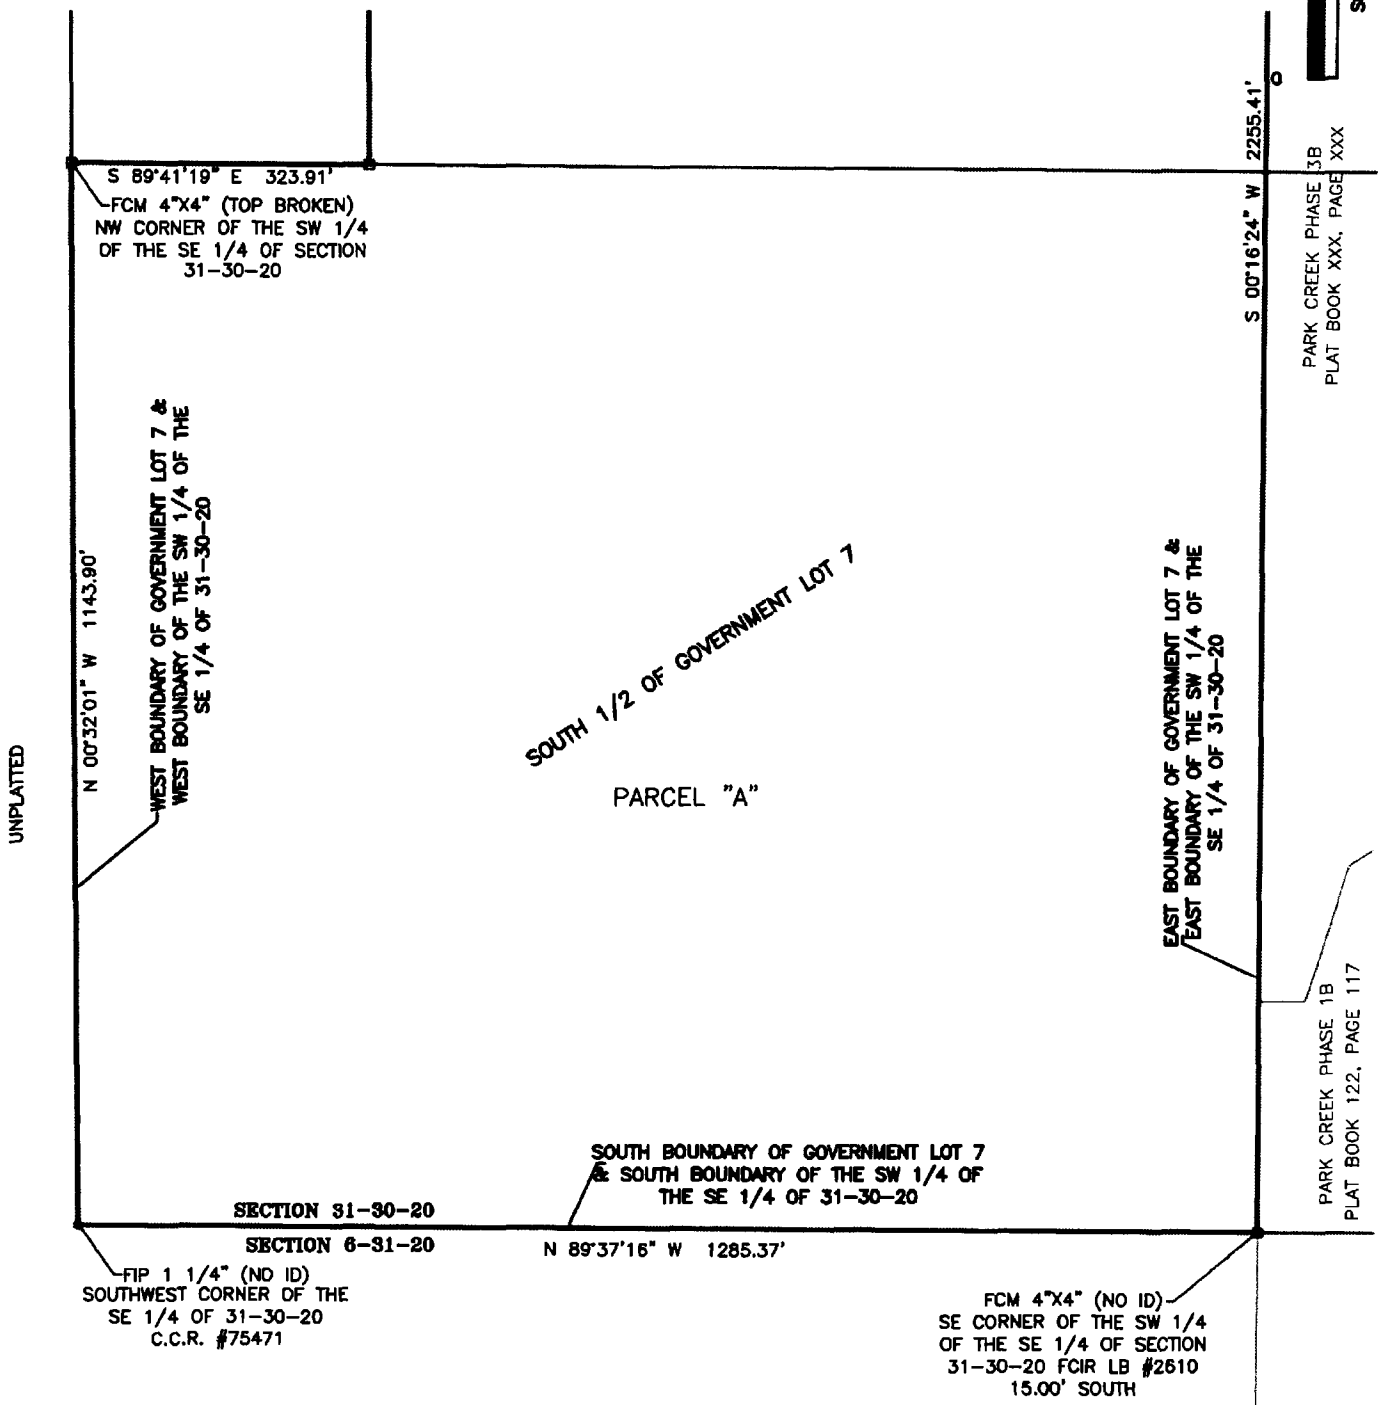 S 89°41'19" E 323.91'
FCM 4"X4" (TOP BROKEN)
NW CORNER OF THE SW 1/4
OF THE SE 1/4 OF SECTION
31-30-20
S 00°16'24" W 2255.41'
PARK CREEK PHASE 3B
PLAT BOOK XXX, PAGE XXX
0
UNPLATTED
N 00°32'01" W 1143.90'
WEST BOUNDARY OF GOVERNMENT LOT 7 &
WEST BOUNDARY OF THE SW 1/4 OF THE
SE 1/4 OF 31-30-20
SOUTH 1/2 OF GOVERNMENT LOT 7
PARCEL "A"
EAST BOUNDARY OF GOVERNMENT LOT 7 &
EAST BOUNDARY OF THE SW 1/4 OF THE
SE 1/4 OF 31-30-20
PARK CREEK PHASE 1B
PLAT BOOK 122, PAGE 117
SOUTH BOUNDARY OF GOVERNMENT LOT 7
& SOUTH BOUNDARY OF THE SW 1/4 OF
THE SE 1/4 OF 31-30-20
SECTION 31-30-20
SECTION 6-31-20
N 89°37'16" W 1285.37'
FIP 1 1/4" (NO ID)
SOUTHWEST CORNER OF THE
SE 1/4 OF 31-30-20
C.C.R. #75471
FCM 4"X4" (NO ID)
SE CORNER OF THE SW 1/4
OF THE SE 1/4 OF SECTION
31-30-20 FCIR LB #2610
15.00' SOUTH